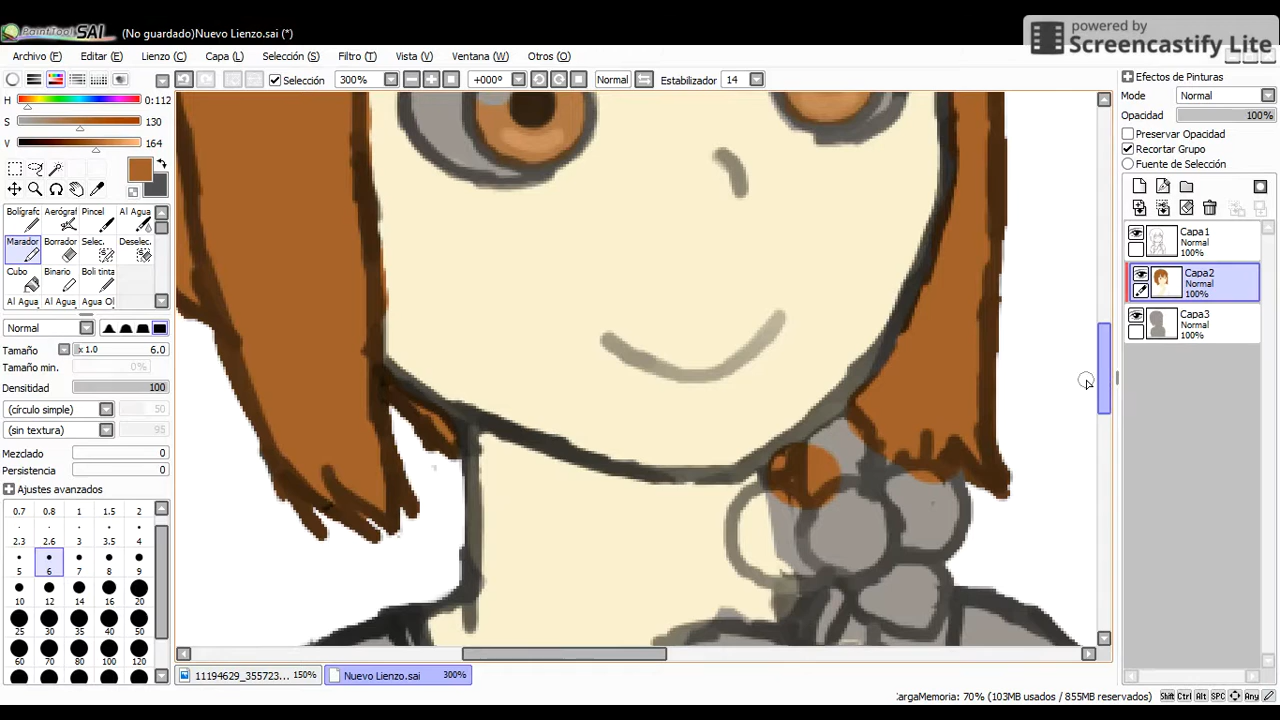 PaintTool SAI (No guardado)Nuevo Lienzo.sai (*)
powered by
Screencastify Lite
Archivo (F) Editar (E) Lienzo (C) Capa (L) Selección (S) Filtro (T) Vista (V) Ventana (W) Otros (O)
Selección 300% +000º Normal Estabilizador 14
H 0:112
S 130
V 164
Bolígrafc Aerógraf Pincel Al Agua
Marador Borrador Selec. Deselec.
Cubo Binario Boli tinta
Al Agua Al Agua Agua Ol
Normal
Tamaño x 1.0 6.0
Tamaño min. 0%
Densidad 100
(círculo simple) 50
(sin textura) 95
Mezclado 0
Persistencia 0
Ajustes avanzados
0.7 0.8 1 1.5 2
2.3 2.6 3 3.5 4
5 6 7 8 9
10 12 14 16 20
25 30 35 40 50
60 70 80 100 120
Efectos de Pinturas
Modo Normal
Opacidad 100%
Preservar Opacidad
Recortar Grupo
Fuente de Selección
Capa1
Normal
100%
Capa2
Normal
100%
Capa3
Normal
100%
11194629_355723... 150% Nuevo Lienzo.sai 300%
CargaMemoria: 70% (103MB usados / 855MB reservados) Shift Ctrl Alt SPC Any